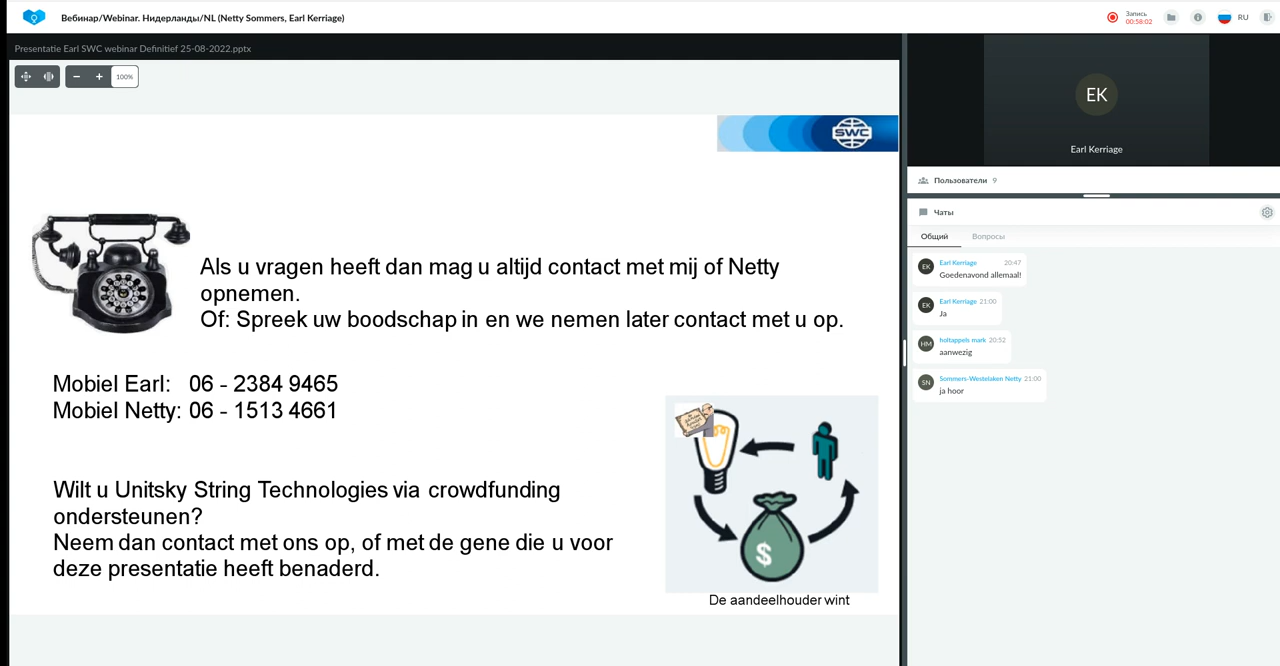 Вебинар/Webinar. Нидерланды/NL (Netty Sommers, Earl Kerriage)
Запись
00:58:02
RU
Presentatie Earl SWC webinar Definitief 25-08-2022.pptx
100%
SWC
Als u vragen heeft dan mag u altijd contact met mij of Netty
opnemen.
Of: Spreek uw boodschap in en we nemen later contact met u op.
Mobiel Earl: 06 - 2384 9465
Mobiel Netty: 06 - 1513 4661
Wilt u Unitsky String Technologies via crowdfunding
ondersteunen?
Neem dan contact met ons op, of met de gene die u voor
deze presentatie heeft benaderd.
$
De aandeelhouder wint
EK
Earl Kerriage
Пользователи 9
Чаты
Общий Вопросы
EK
Earl Kerriage 20:47
Goedenavond allemaal!
EK
Earl Kerriage 21:00
Ja
HM
holtappels mark 20:52
aanwezig
SN
Sommers-Westelaken Netty 21:00
ja hoor